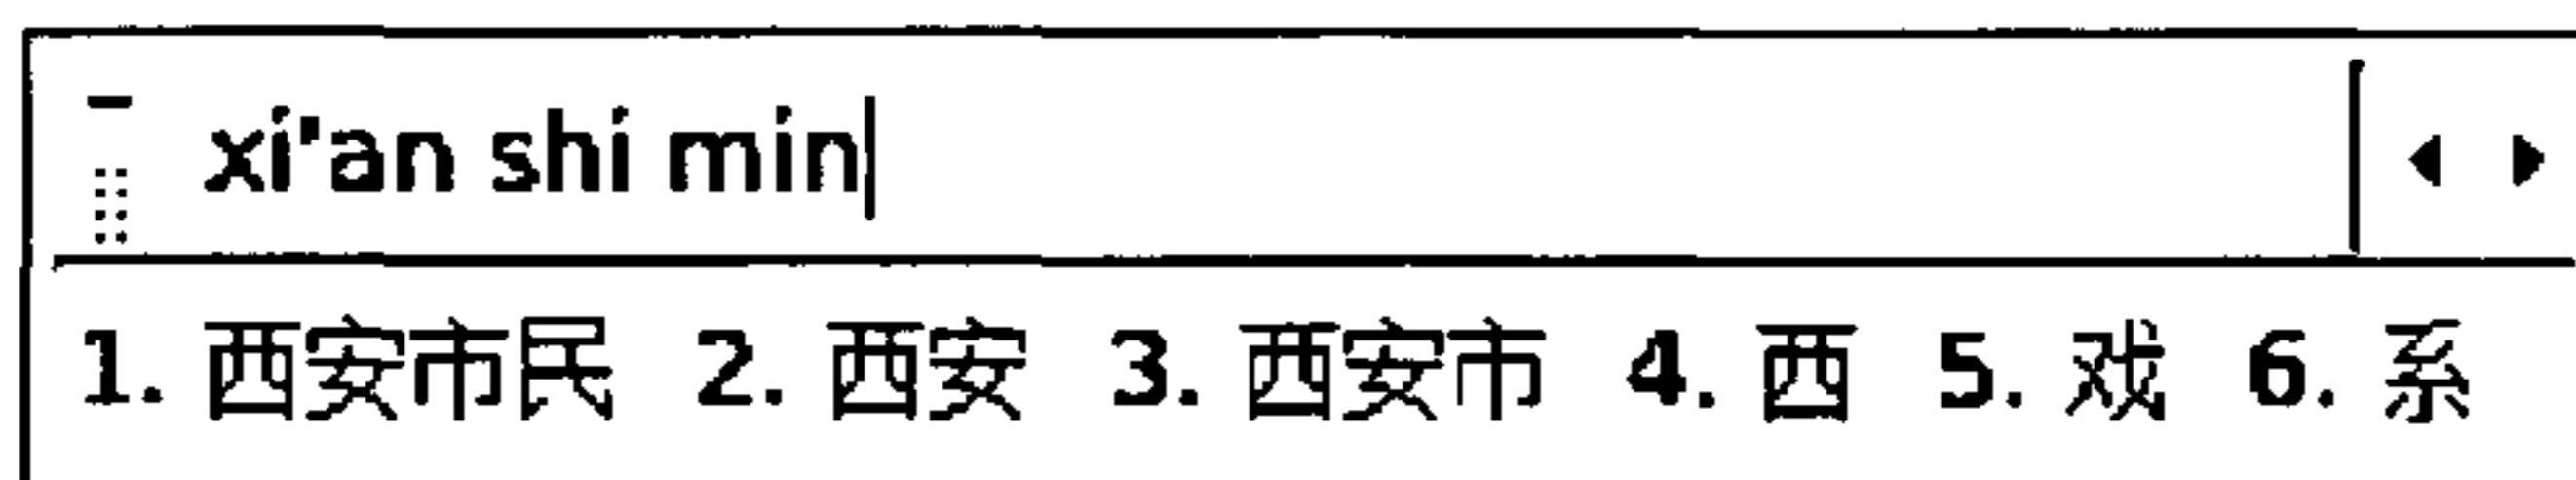 xi'an shi min
1. 西安市民 2. 西安 3. 西安市 4. 西 5. 戏 6. 系